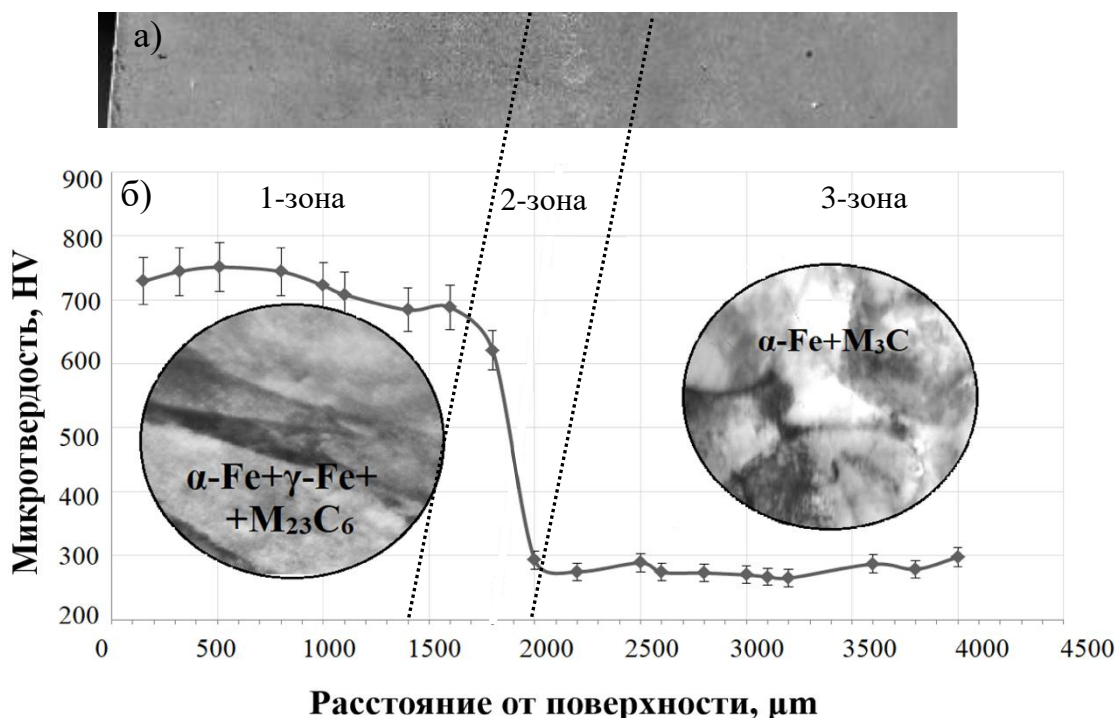 а)
б)
1-зона
2-зона
3-зона
900
800
700
600
500
400
300
200
Микротвердость, HV
α-Fe+γ-Fe+
+M₂₃C₆
α-Fe+M₃C
0 500 1000 1500 2000 2500 3000 3500 4000 4500
Расстояние от поверхности, µm